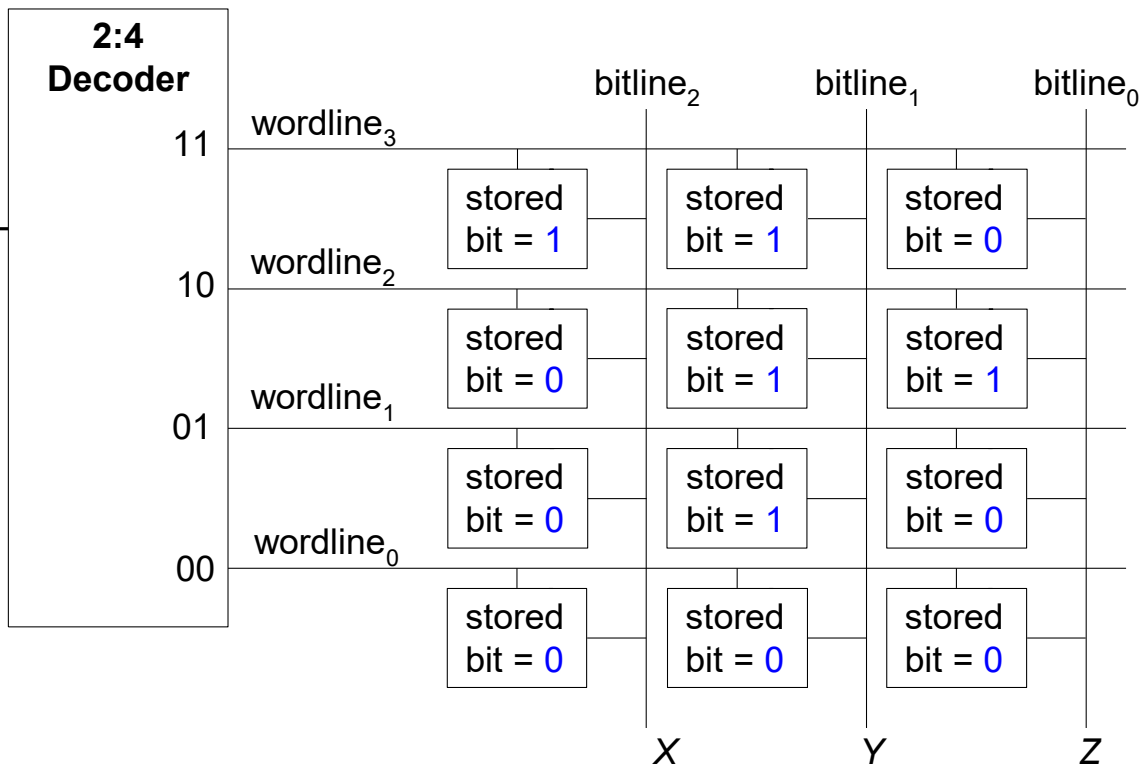 2:4
Decoder
bitline₂ bitline₁ bitline₀
wordline₃
11
stored stored stored
bit = 1 bit = 1 bit = 0
wordline₂
10
stored stored stored
bit = 0 bit = 1 bit = 1
wordline₁
01
stored stored stored
bit = 0 bit = 1 bit = 0
wordline₀
00
stored stored stored
bit = 0 bit = 0 bit = 0
X Y Z